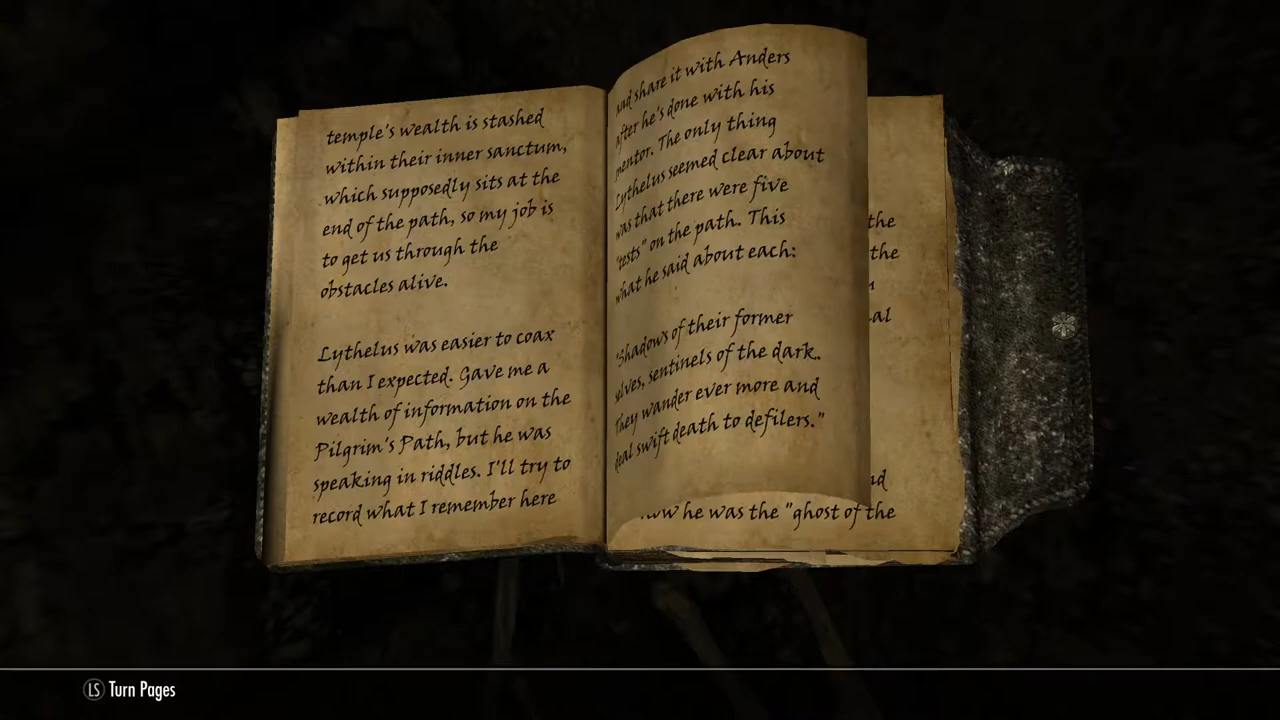 temple's wealth is stashed
within their inner sanctum,
which supposedly sits at the
end of the path, so my job is
to get us through the
obstacles alive.
Lythelus was easier to coax
than I expected. Gave me a
wealth of information on the
Pilgrim's Path, but he was
speaking in riddles. I'll try to
record what I remember here
and share it with Anders
after he's done with his
mentor. The only thing
Lythelus seemed clear about
was that there were five
"tests" on the path. This
what he said about each:
"Shadows of their former
selves, sentinels of the dark.
They wander ever more and
deal swift death to defilers."
the
the
al
he was the "ghost of the
LS Turn Pages